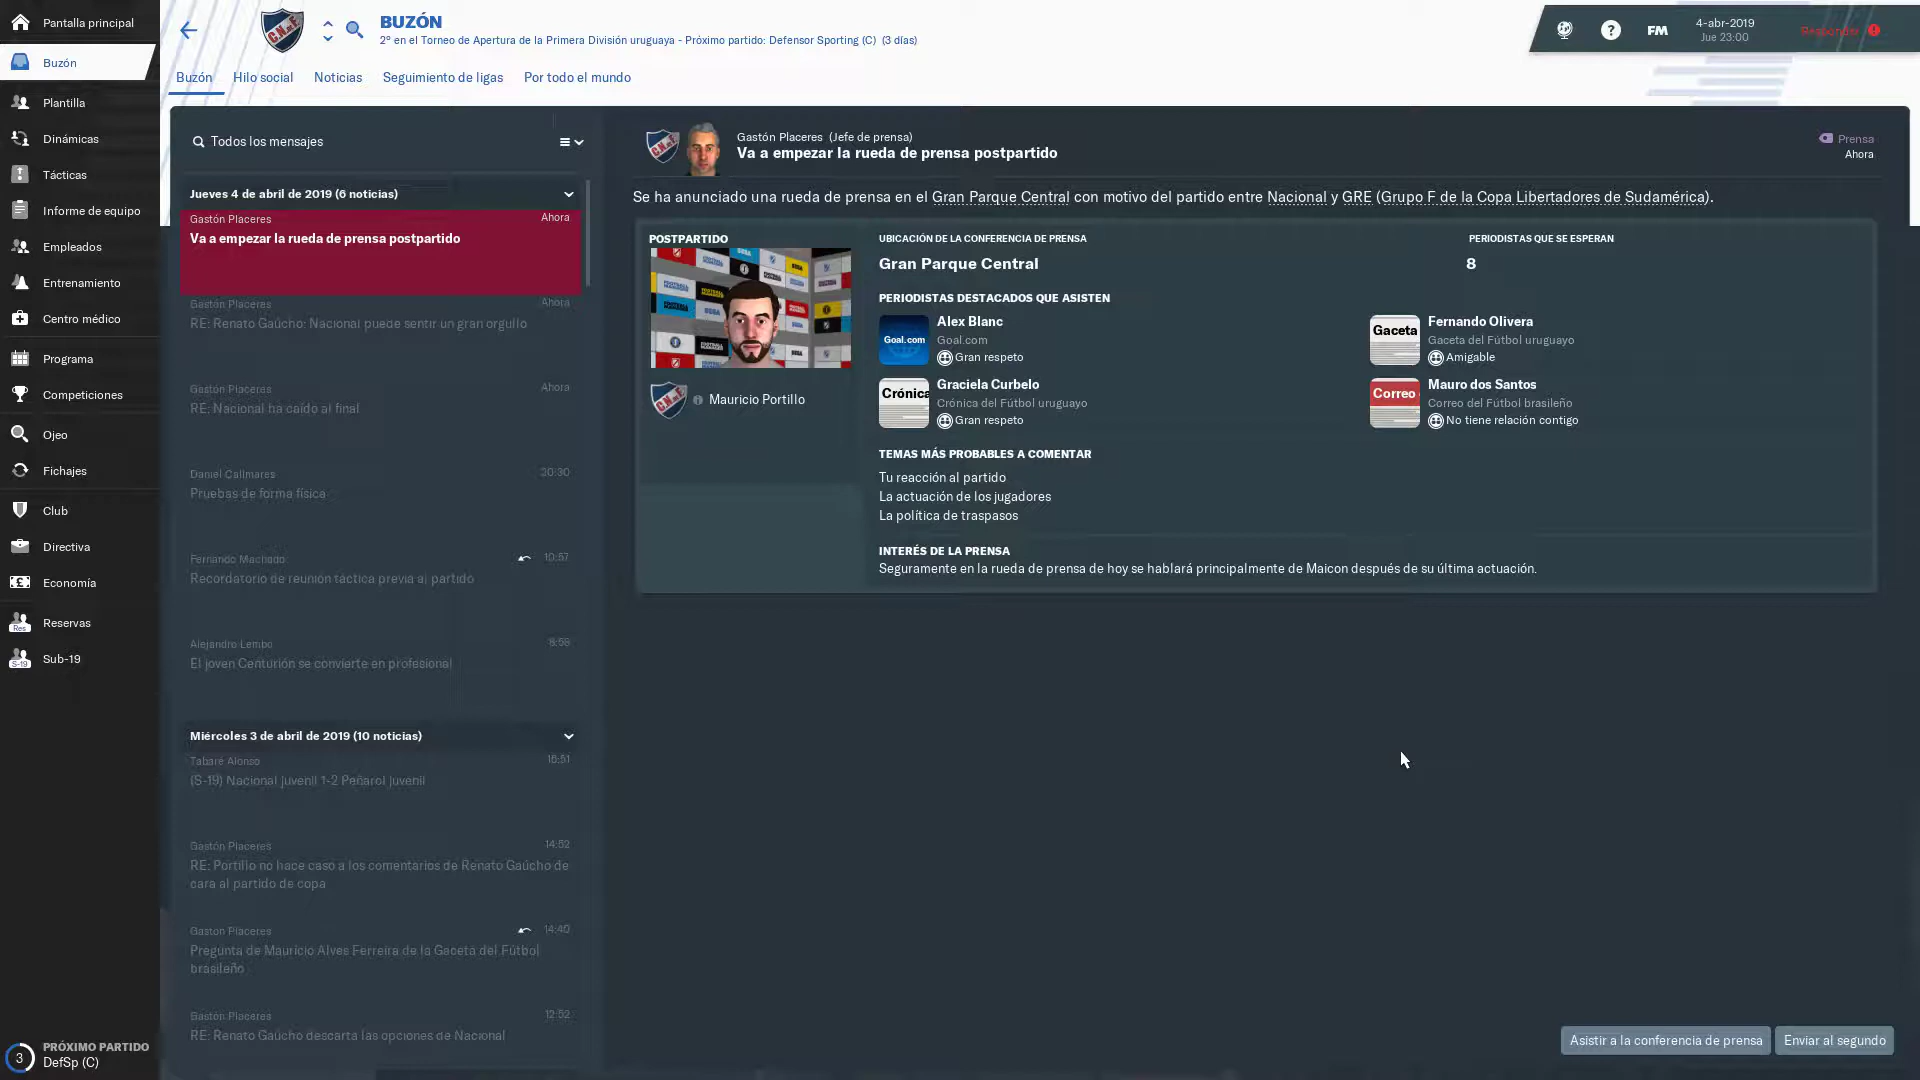 Pantalla principal
Buzón
Plantilla
Dinámicas
Tácticas
Informe de equipo
Empleados
Entrenamiento
Centro médico
Programa
Competiciones
Ojeo
Fichajes
Club
Directiva
Economía
Res
Reservas
S-19
Sub-19
3
PRÓXIMO PARTIDO
DefSp (C)
BUZÓN
2º en el Torneo de Apertura de la Primera División uruguaya - Próximo partido: Defensor Sporting (C) (3 días)
FM
4-abr-2019
Jue 23:00
Responder
Buzón Hilo social Noticias Seguimiento de ligas Por todo el mundo
Todos los mensajes
Jueves 4 de abril de 2019 (6 noticias)
Gastón Placeres Ahora
Va a empezar la rueda de prensa postpartido
Gastón Placeres Ahora
RE: Renato Gaúcho: Nacional puede sentir un gran orgullo
Gastón Placeres Ahora
RE: Nacional ha caído al final
Daniel Callmares 20:30
Pruebas de forma física
Fernando Machado 10:57
Recordatorio de reunión táctica previa al partido
Alejandro Lembo 8:58
El joven Centurión se convierte en profesional
Miércoles 3 de abril de 2019 (10 noticias)
Tabaré Alonso 16:51
(S-19) Nacional juvenil 1-2 Peñarol juvenil
Gastón Placeres 14:52
RE: Portillo no hace caso a los comentarios de Renato Gaúcho de
cara al partido de copa
Gastón Placeres 14:40
Pregunta de Maurício Alves Ferreira de la Gaceta del Fútbol
brasileño
Gastón Placeres 12:52
RE: Renato Gaúcho descarta las opciones de Nacional
Gastón Placeres (Jefe de prensa)
Va a empezar la rueda de prensa postpartido
Prensa
Ahora
Se ha anunciado una rueda de prensa en el Gran Parque Central con motivo del partido entre Nacional y GRE (Grupo F de la Copa Libertadores de Sudamérica).
POSTPARTIDO
Mauricio Portillo
UBICACIÓN DE LA CONFERENCIA DE PRENSA
Gran Parque Central
PERIODISTAS QUE SE ESPERAN
8
PERIODISTAS DESTACADOS QUE ASISTEN
Goal.com
Alex Blanc
Goal.com
Gran respeto
Gaceta
Fernando Olivera
Gaceta del Fútbol uruguayo
Amigable
Crónica
Graciela Curbelo
Crónica del Fútbol uruguayo
Gran respeto
Correo
Mauro dos Santos
Correo del Fútbol brasileño
No tiene relación contigo
TEMAS MÁS PROBABLES A COMENTAR
Tu reacción al partido
La actuación de los jugadores
La política de traspasos
INTERÉS DE LA PRENSA
Seguramente en la rueda de prensa de hoy se hablará principalmente de Maicon después de su última actuación.
Asistir a la conferencia de prensa
Enviar al segundo